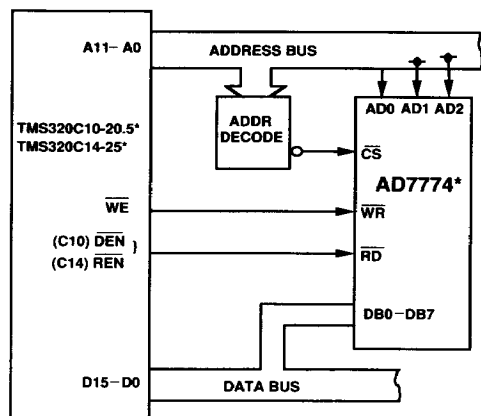 A11–A0
ADDRESS BUS
TMS320C10-20.5*
TMS320C14-25*
ADDR
DECODE
AD0 AD1 AD2
CS
AD7774*
WE
WR
(C10) DEN }
(C14) REN
RD
DB0–DB7
D15–D0
DATA BUS